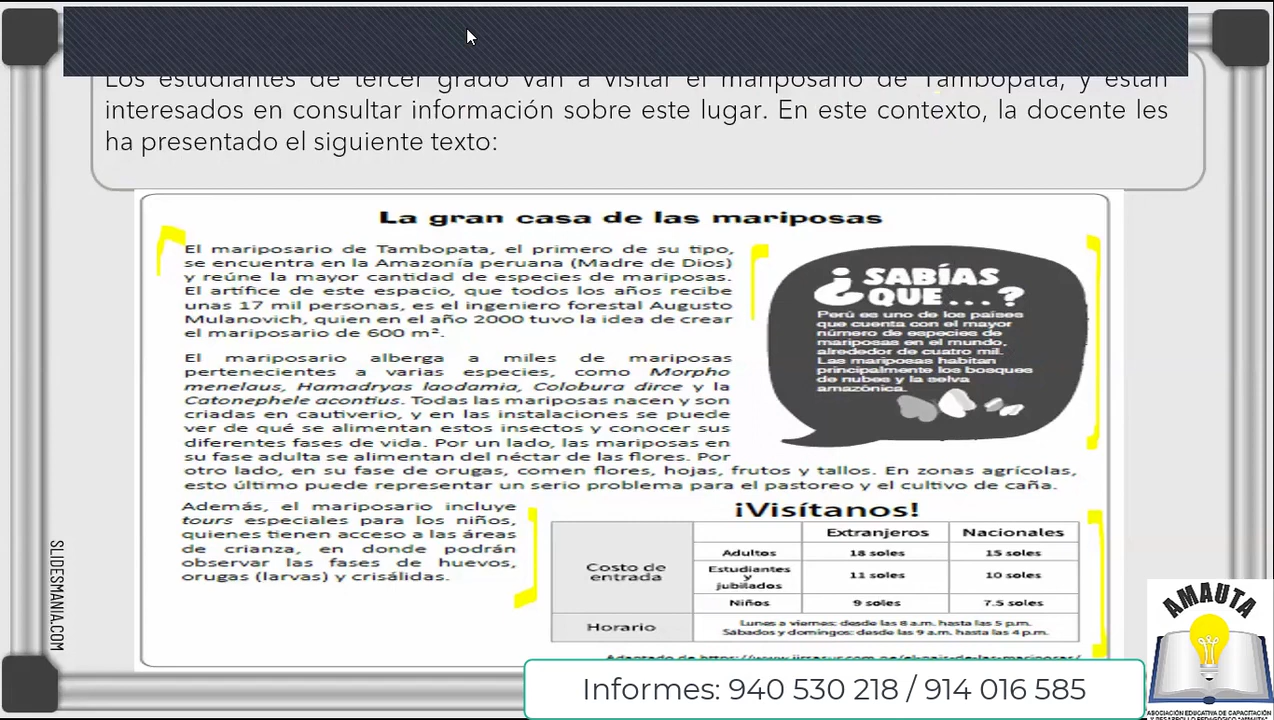 Los estudiantes de tercer grado van a visitar el mariposario de Tambopata, y están
interesados en consultar información sobre este lugar. En este contexto, la docente les
ha presentado el siguiente texto:
La gran casa de las mariposas
El mariposario de Tambopata, el primero de su tipo,
se encuentra en la Amazonía peruana (Madre de Dios)
y reúne la mayor cantidad de especies de mariposas.
El artífice de este espacio, que todos los años recibe
unas 17 mil personas, es el ingeniero forestal Augusto
Mulanovich, quien en el año 2000 tuvo la idea de crear
el mariposario de 600 m².
El mariposario alberga a miles de mariposas
pertenecientes a varias especies, como Morpho
menelaus, Hamadryas laodamia, Colobura dirce y la
Catonephele acontius. Todas las mariposas nacen y son
criadas en cautiverio, y en las instalaciones se puede
ver de qué se alimentan estos insectos y conocer sus
diferentes fases de vida. Por un lado, las mariposas en
su fase adulta se alimentan del néctar de las flores. Por
otro lado, en su fase de orugas, comen flores, hojas, frutos y tallos. En zonas agrícolas,
esto último puede representar un serio problema para el pastoreo y el cultivo de caña.
¿SABÍAS
QUE...?
Perú es uno de los países
que cuenta con el mayor
número de especies de
mariposas en el mundo,
alrededor de cuatro mil.
Las mariposas habitan
principalmente los bosques
de nubes y la selva
amazónica.
Además, el mariposario incluye
tours especiales para los niños,
quienes tienen acceso a las áreas
de crianza, en donde podrán
observar las fases de huevos,
orugas (larvas) y crisálidas.
¡Visítanos!
Extranjeros Nacionales
Costo de entrada
Adultos 18 soles 15 soles
Estudiantes y jubilados 11 soles 10 soles
Niños 9 soles 7.5 soles
Horario
Lunes a viernes: desde las 8 a.m. hasta las 5 p.m.
Sábados y domingos: desde las 9 a.m. hasta las 4 p.m.
Informes: 940 530 218 / 914 016 585
SLIDESMANIA.COM
AMAUTA
ASOCIACIÓN EDUCATIVA DE CAPACITACIÓN